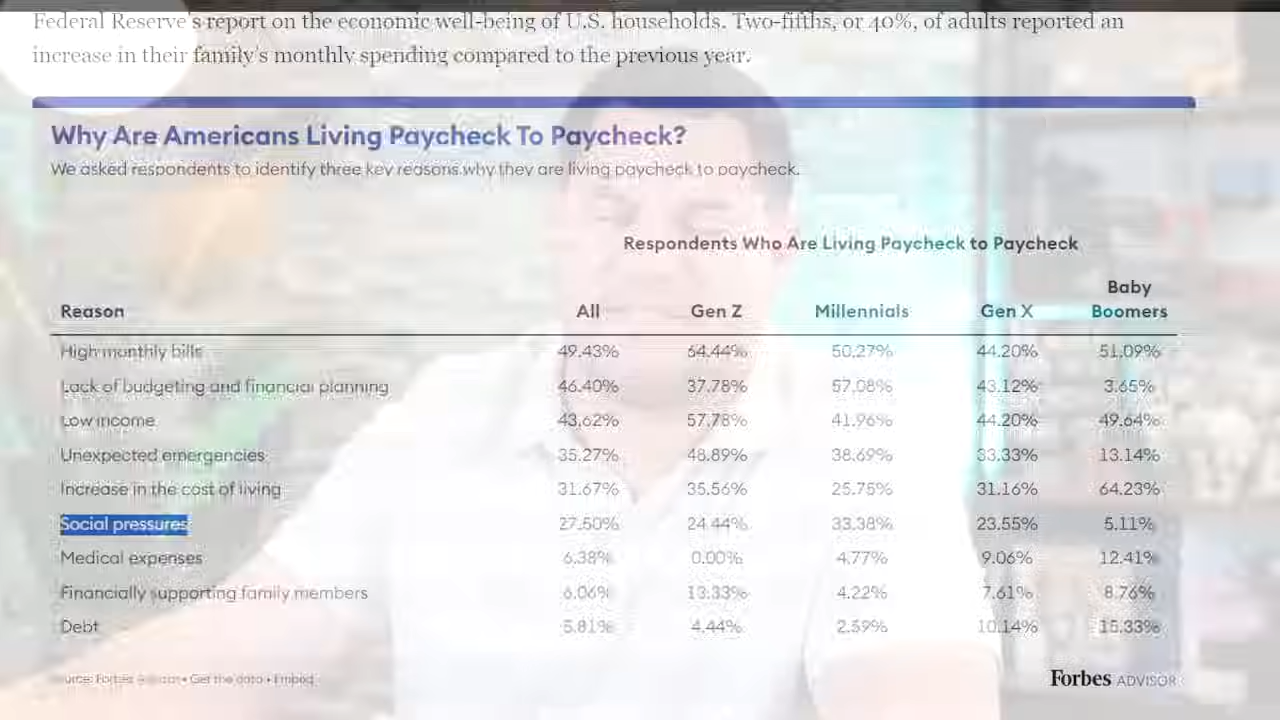 Federal Reserve's report on the economic well-being of U.S. households. Two-fifths, or 40%, of adults reported an
increase in their family's monthly spending compared to the previous year.
Why Are Americans Living Paycheck To Paycheck?
We asked respondents to identify three key reasons why they are living paycheck to paycheck.
Respondents Who Are Living Paycheck to Paycheck
Reason All Gen Z Millennials Gen X Baby Boomers
High monthly bills 49.43% 64.44% 50.27% 44.20% 51.09%
Lack of budgeting and financial planning 46.40% 37.78% 57.08% 43.12% 3.65%
Low income 43.62% 57.78% 41.96% 44.20% 49.64%
Unexpected emergencies 35.27% 48.89% 38.69% 33.33% 13.14%
Increase in the cost of living 31.67% 35.56% 25.75% 31.16% 64.23%
Social pressures 27.50% 24.44% 33.38% 23.55% 5.11%
Medical expenses 6.38% 0.00% 4.77% 9.06% 12.41%
Financially supporting family members 6.06% 13.33% 4.22% 7.61% 8.76%
Debt 5.81% 4.44% 2.59% 10.14% 15.33%
Source: Forbes Advisor • Get the data • Embed
Forbes ADVISOR